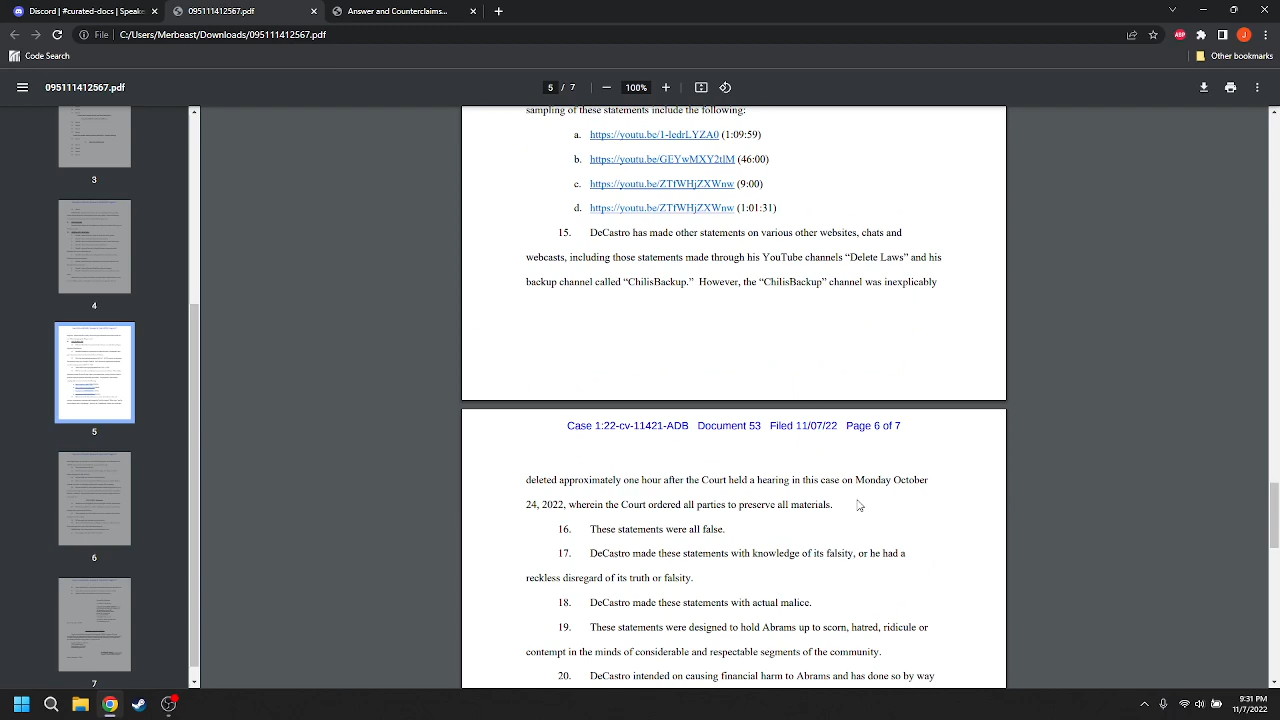 Discord | #curated-docs | Speak
095111412567.pdf
Answer and Counterclaims...
File C:/Users/Merbeast/Downloads/095111412567.pdf
ABP
J
Code Search
Other bookmarks
095111412567.pdf
5 / 7
100%
3
4
5
6
7
sampling of these statements include the following:
a. https://youtu.be/1-ledrLYZA0 (1:09:59)
b. https://youtu.be/GEYwMXY2tlM (46:00)
c. https://youtu.be/ZTfWHjZXWnw (9:00)
d. https://youtu.be/ZTfWHjZXWnw (1:01:31)
15. DeCastro has made other statements on various other websites, chats and
webcasts, including those statements made through his YouTube channels “Delete Laws” and his
backup channel called “ChilisBackup.” However, the “ChilisBackup” channel was inexplicably
Case 1:22-cv-11421-ADB Document 53 Filed 11/07/22 Page 6 of 7
deleted approximately one hour after the Court held a hearing in this case on Monday October
24, 2022, wherein the Court ordered all parties to preserve all materials.
16. These statements were all false.
17. DeCastro made these statements with knowledge of its falsity, or he had a
reckless disregard of its truth or falsity.
18. DeCastro made these statements with actual malice.
19. These statements were designed to hold Abrams up to scorn, hatred, ridicule or
contempt in the minds of considerable and respectable segments of the community.
20. DeCastro intended on causing financial harm to Abrams and has done so by way
9:31 PM
11/7/2022